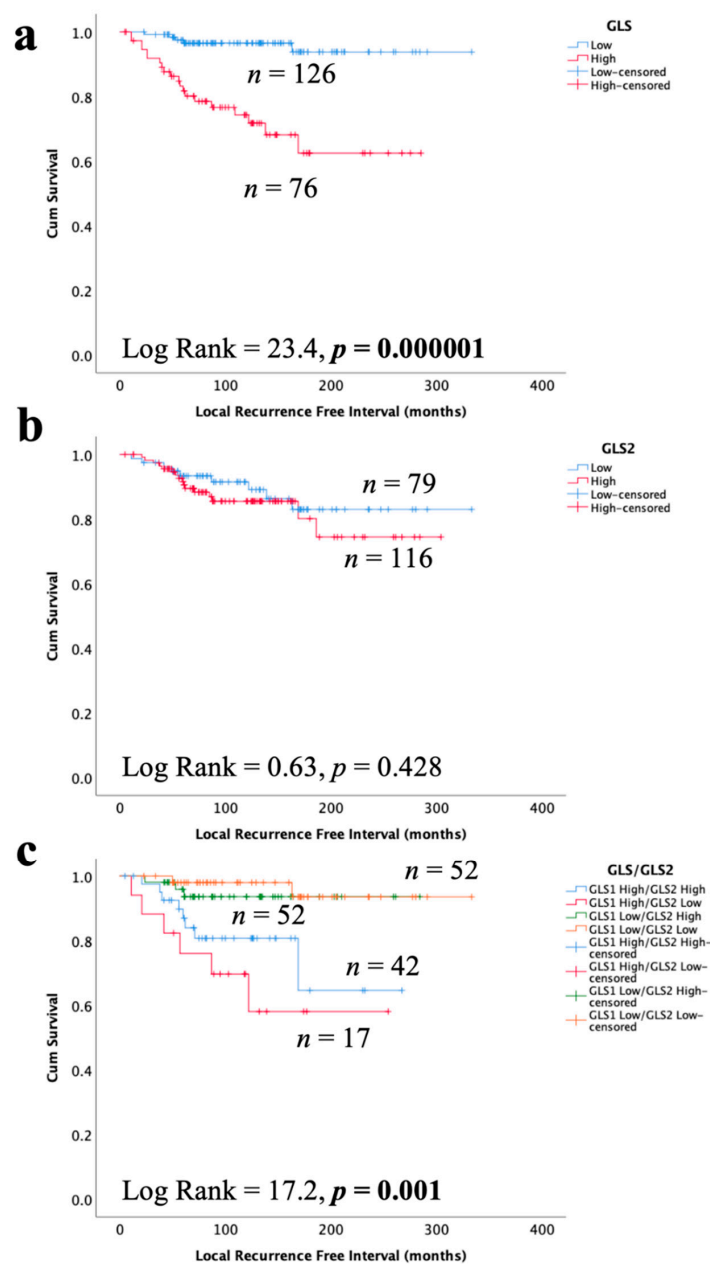 a
GLS
Low
High
Low-censored
High-censored
Cum Survival
1.0
0.8
0.6
0.4
0.2
0.0
n = 126
n = 76
Log Rank = 23.4, p = 0.000001
0 100 200 300 400
Local Recurrence Free Interval (months)
b
GLS2
Low
High
Low-censored
High-censored
Cum Survival
1.0
0.8
0.6
0.4
0.2
0.0
n = 79
n = 116
Log Rank = 0.63, p = 0.428
0 100 200 300 400
Local Recurrence Free Interval (months)
c
GLS/GLS2
GLS1 High/GLS2 High
GLS1 High/GLS2 Low
GLS1 Low/GLS2 High
GLS1 Low/GLS2 Low
GLS1 High/GLS2 High-
censored
GLS1 High/GLS2 Low-
censored
GLS1 Low/GLS2 High-
censored
GLS1 Low/GLS2 Low-
censored
Cum Survival
1.0
0.8
0.6
0.4
0.2
0.0
n = 52
n = 52
n = 42
n = 17
Log Rank = 17.2, p = 0.001
0 100 200 300 400
Local Recurrence Free Interval (months)